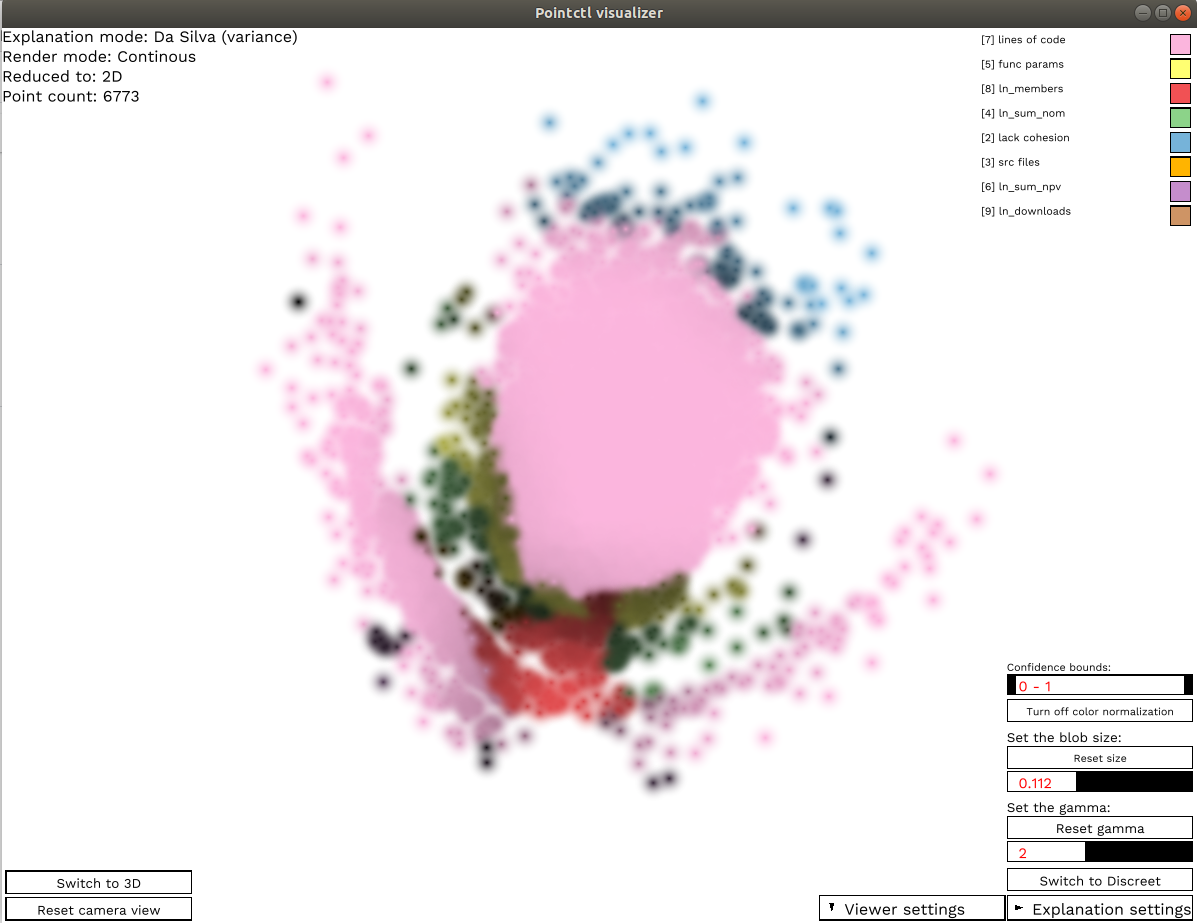 Pointctl visualizer
Explanation mode: Da Silva (variance)
Render mode: Continous
Reduced to: 2D
Point count: 6773
[7] lines of code
[5] func params
[8] ln_members
[4] ln_sum_nom
[2] lack cohesion
[3] src files
[6] ln_sum_npv
[9] ln_downloads
Confidence bounds:
0 - 1
Turn off color normalization
Set the blob size:
Reset size
0.112
Set the gamma:
Reset gamma
2
Switch to Discreet
Switch to 3D
Reset camera view
Viewer settings
Explanation settings